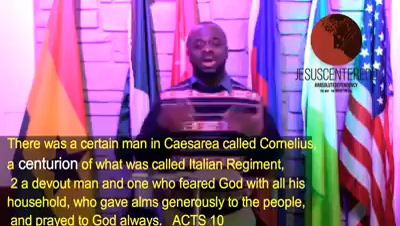 JESUSCENTERED
#ABSOLUTEDEPENDENCY
There was a certain man in Caesarea called Cornelius,
a centurion of what was called Italian Regiment,
2 a devout man and one who feared God with all his
household, who gave alms generously to the people,
and prayed to God always. ACTS 10